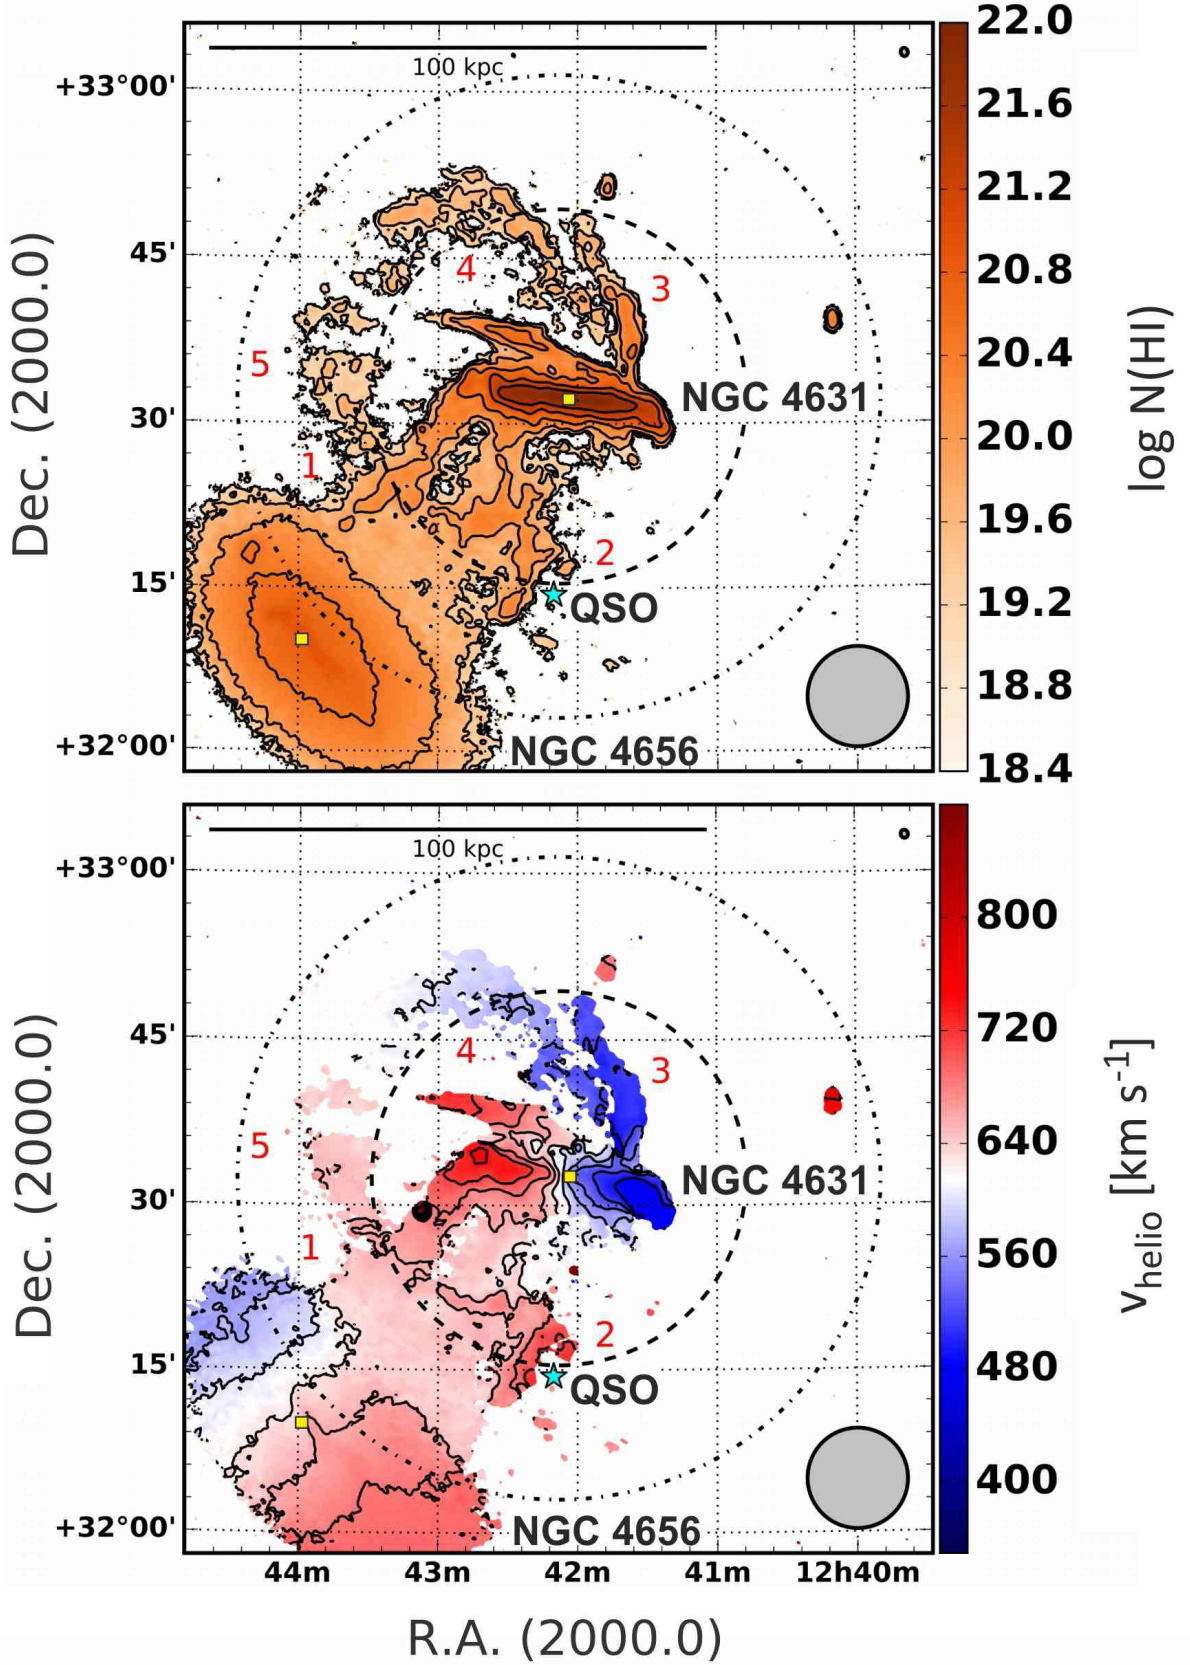 100 kpc
+33°00'
45'
30'
15'
+32°00'
Dec. (2000.0)
4
3
5
1
2
NGC 4631
QSO
NGC 4656
22.0
21.6
21.2
20.8
20.4
20.0
19.6
19.2
18.8
18.4
log N(HI)
100 kpc
+33°00'
45'
30'
15'
+32°00'
Dec. (2000.0)
4
3
5
1
2
NGC 4631
QSO
NGC 4656
800
720
640
560
480
400
vhelio [km s-1]
44m 43m 42m 41m 12h40m
R.A. (2000.0)